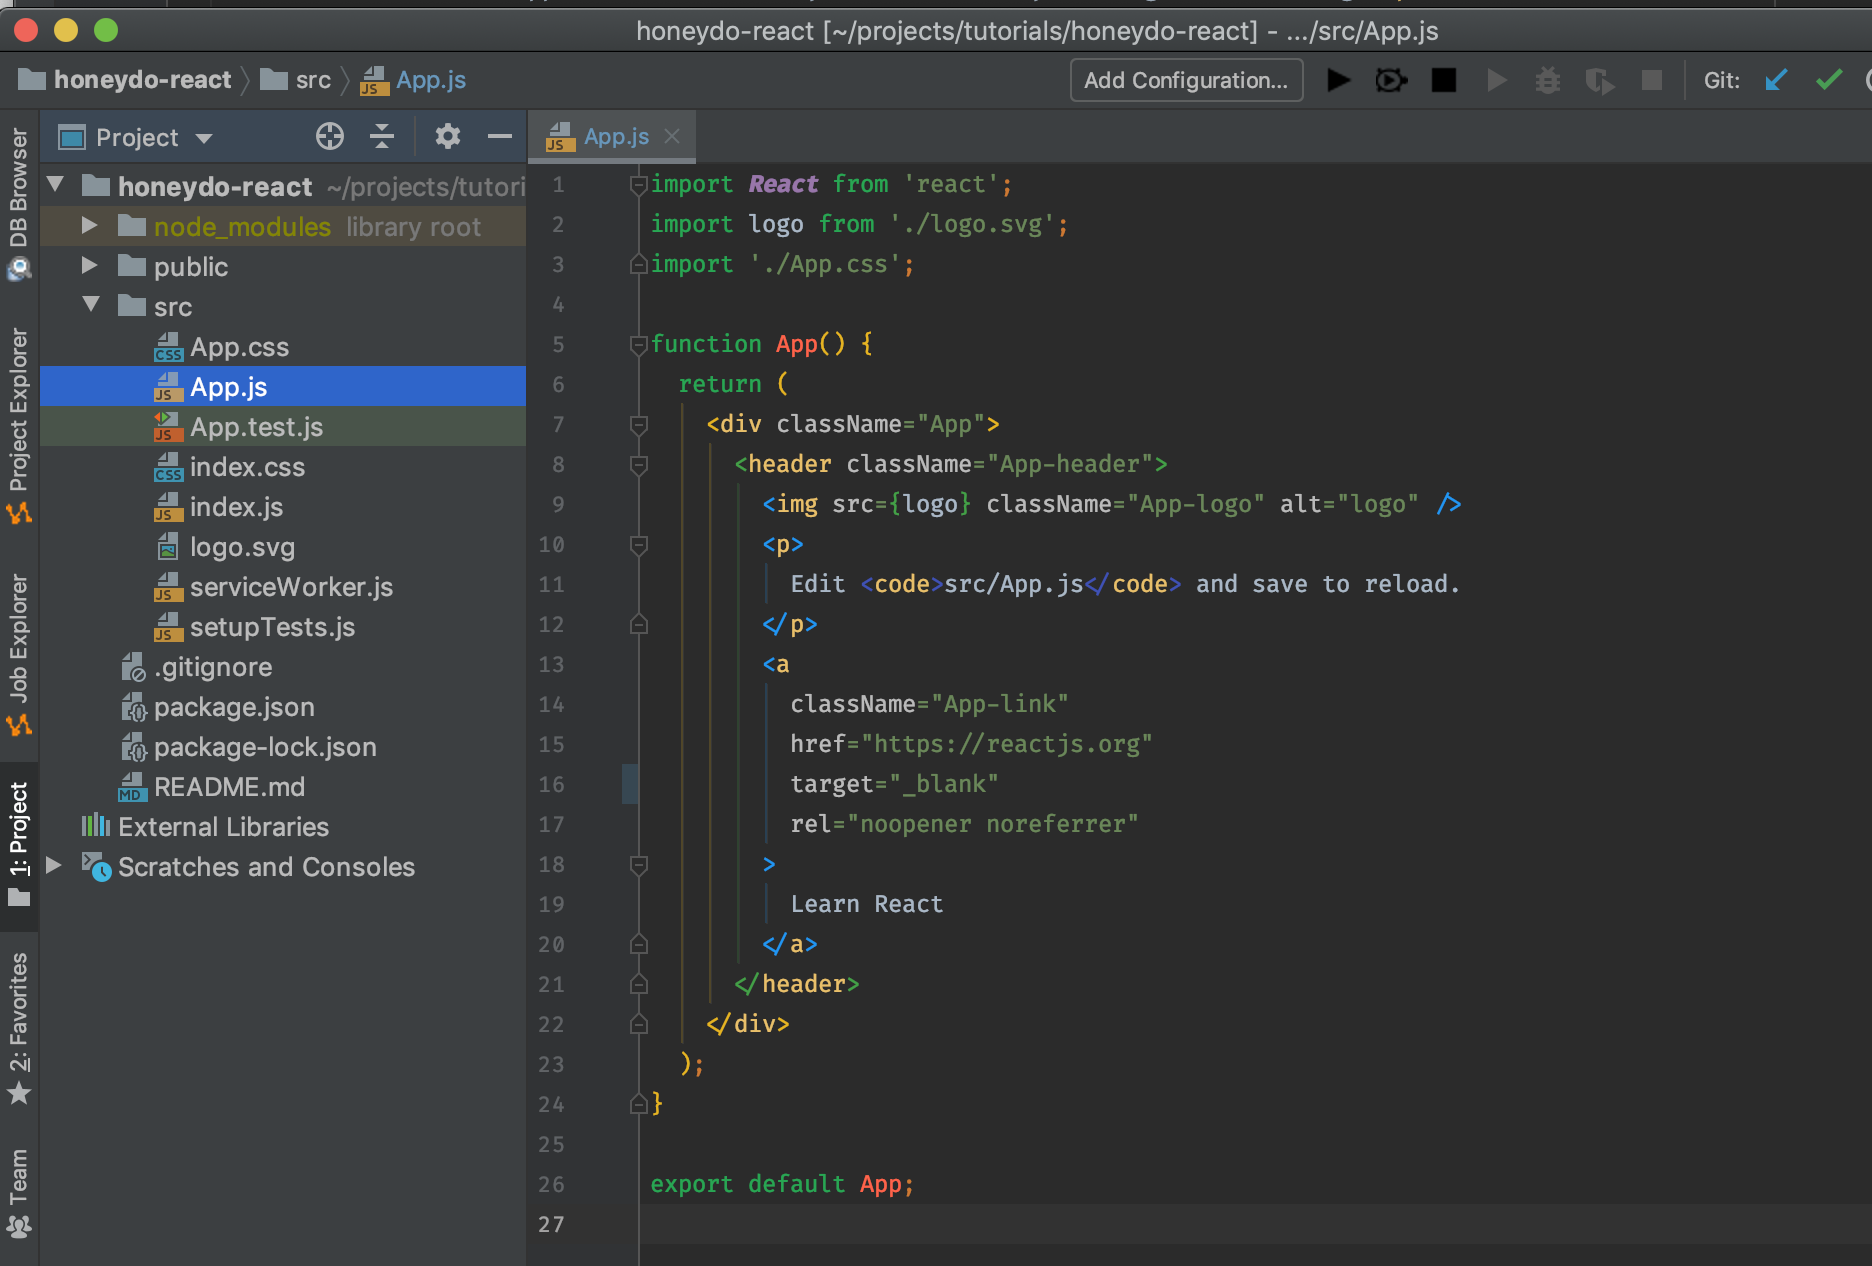 honeydo-react [~/projects/tutorials/honeydo-react] - .../src/App.js
honeydo-react
src
App.js
Add Configuration...
Git:
DB Browser
Project Explorer
Job Explorer
1: Project
2: Favorites
Team
Project
honeydo-react ~/projects/tutori
node_modules library root
public
src
App.css
App.js
App.test.js
index.css
index.js
logo.svg
serviceWorker.js
setupTests.js
.gitignore
package.json
package-lock.json
README.md
External Libraries
Scratches and Consoles
App.js
1 import React from 'react';
2 import logo from './logo.svg';
3 import './App.css';
4
5 function App() {
6 return (
7 <div className="App">
8 <header className="App-header">
9 <img src={logo} className="App-logo" alt="logo" />
10 <p>
11 Edit <code>src/App.js</code> and save to reload.
12 </p>
13 <a
14 className="App-link"
15 href="https://reactjs.org"
16 target="_blank"
17 rel="noopener noreferrer"
18 >
19 Learn React
20 </a>
21 </header>
22 </div>
23 );
24 }
25
26 export default App;
27